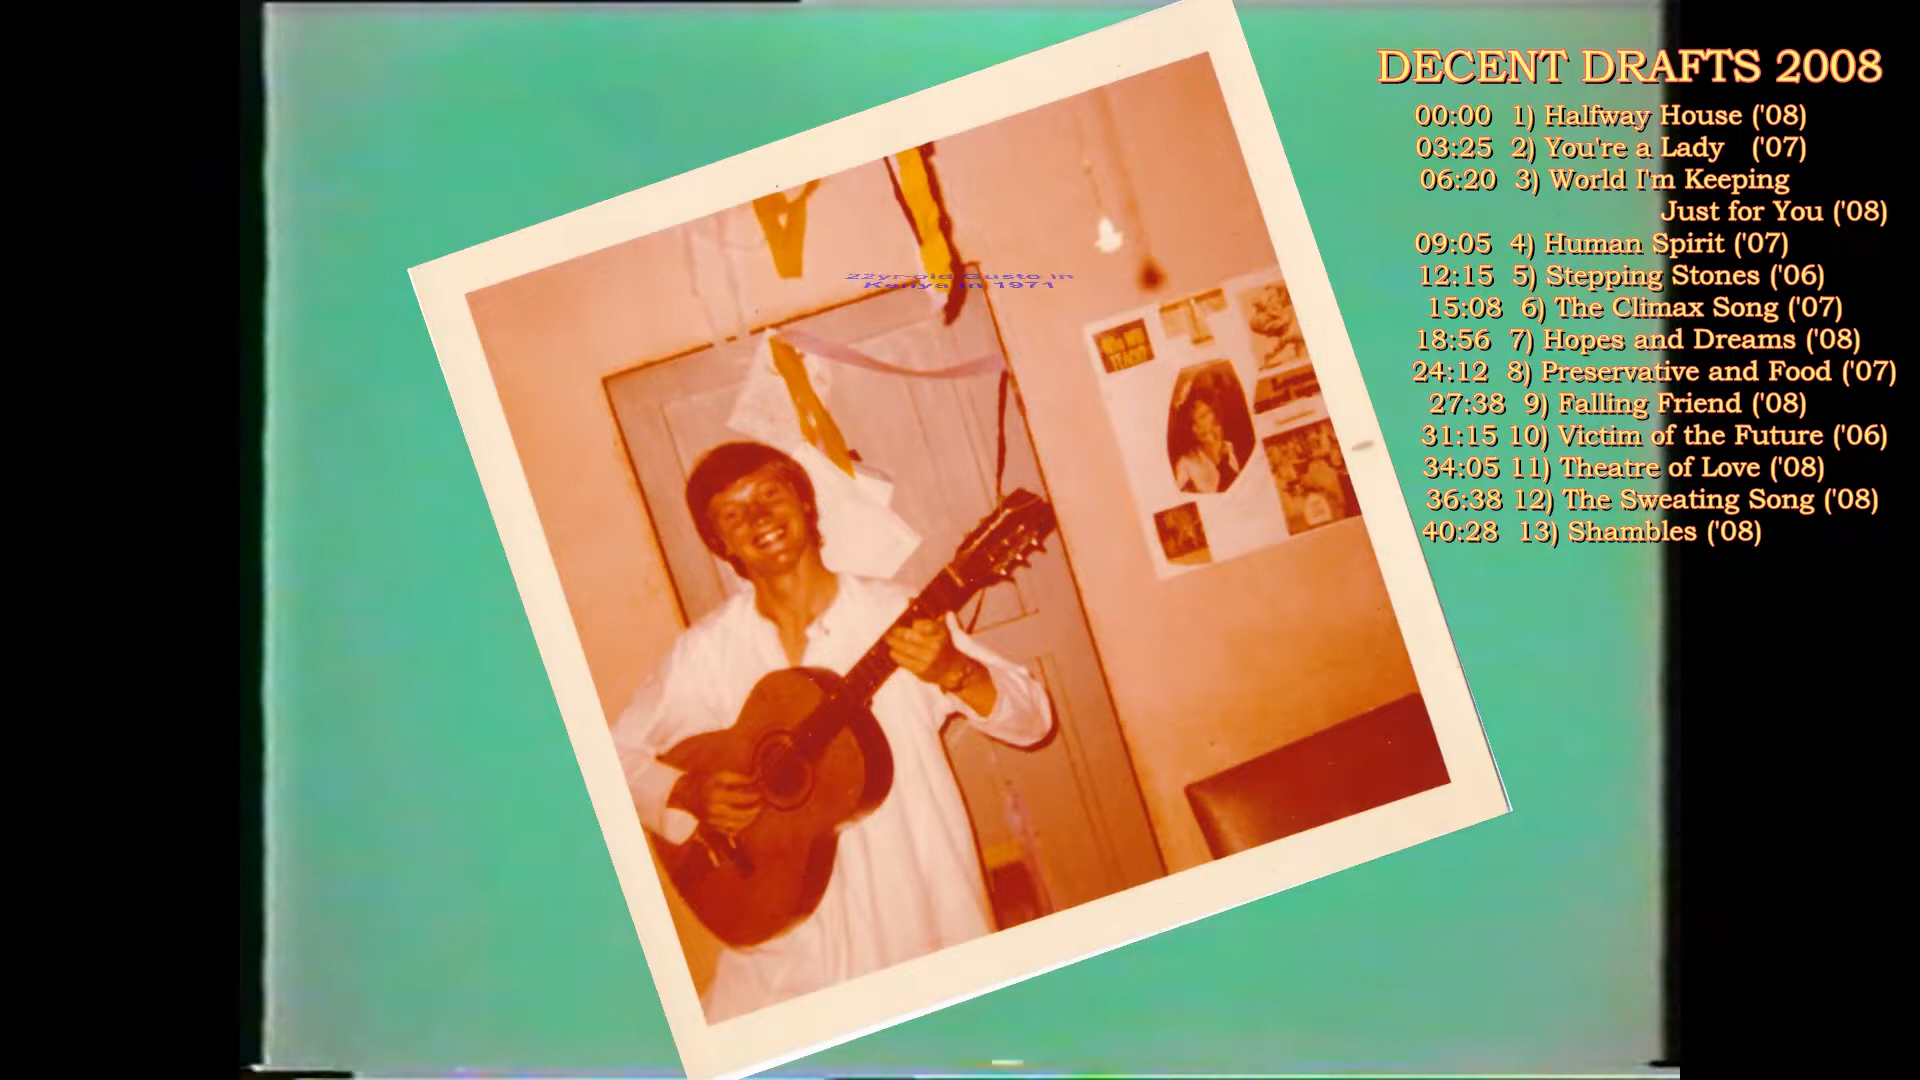 DECENT DRAFTS 2008
00:00 1) Halfway House ('08)
03:25 2) You're a Lady ('07)
06:20 3) World I'm Keeping
Just for You ('08)
09:05 4) Human Spirit ('07)
12:15 5) Stepping Stones ('06)
15:08 6) The Climax Song ('07)
18:56 7) Hopes and Dreams ('08)
24:12 8) Preservative and Food ('07)
27:38 9) Falling Friend ('08)
31:15 10) Victim of the Future ('06)
34:05 11) Theatre of Love ('08)
36:38 12) The Sweating Song ('08)
40:28 13) Shambles ('08)
22yr-old Gusto in
Kenya in 1971